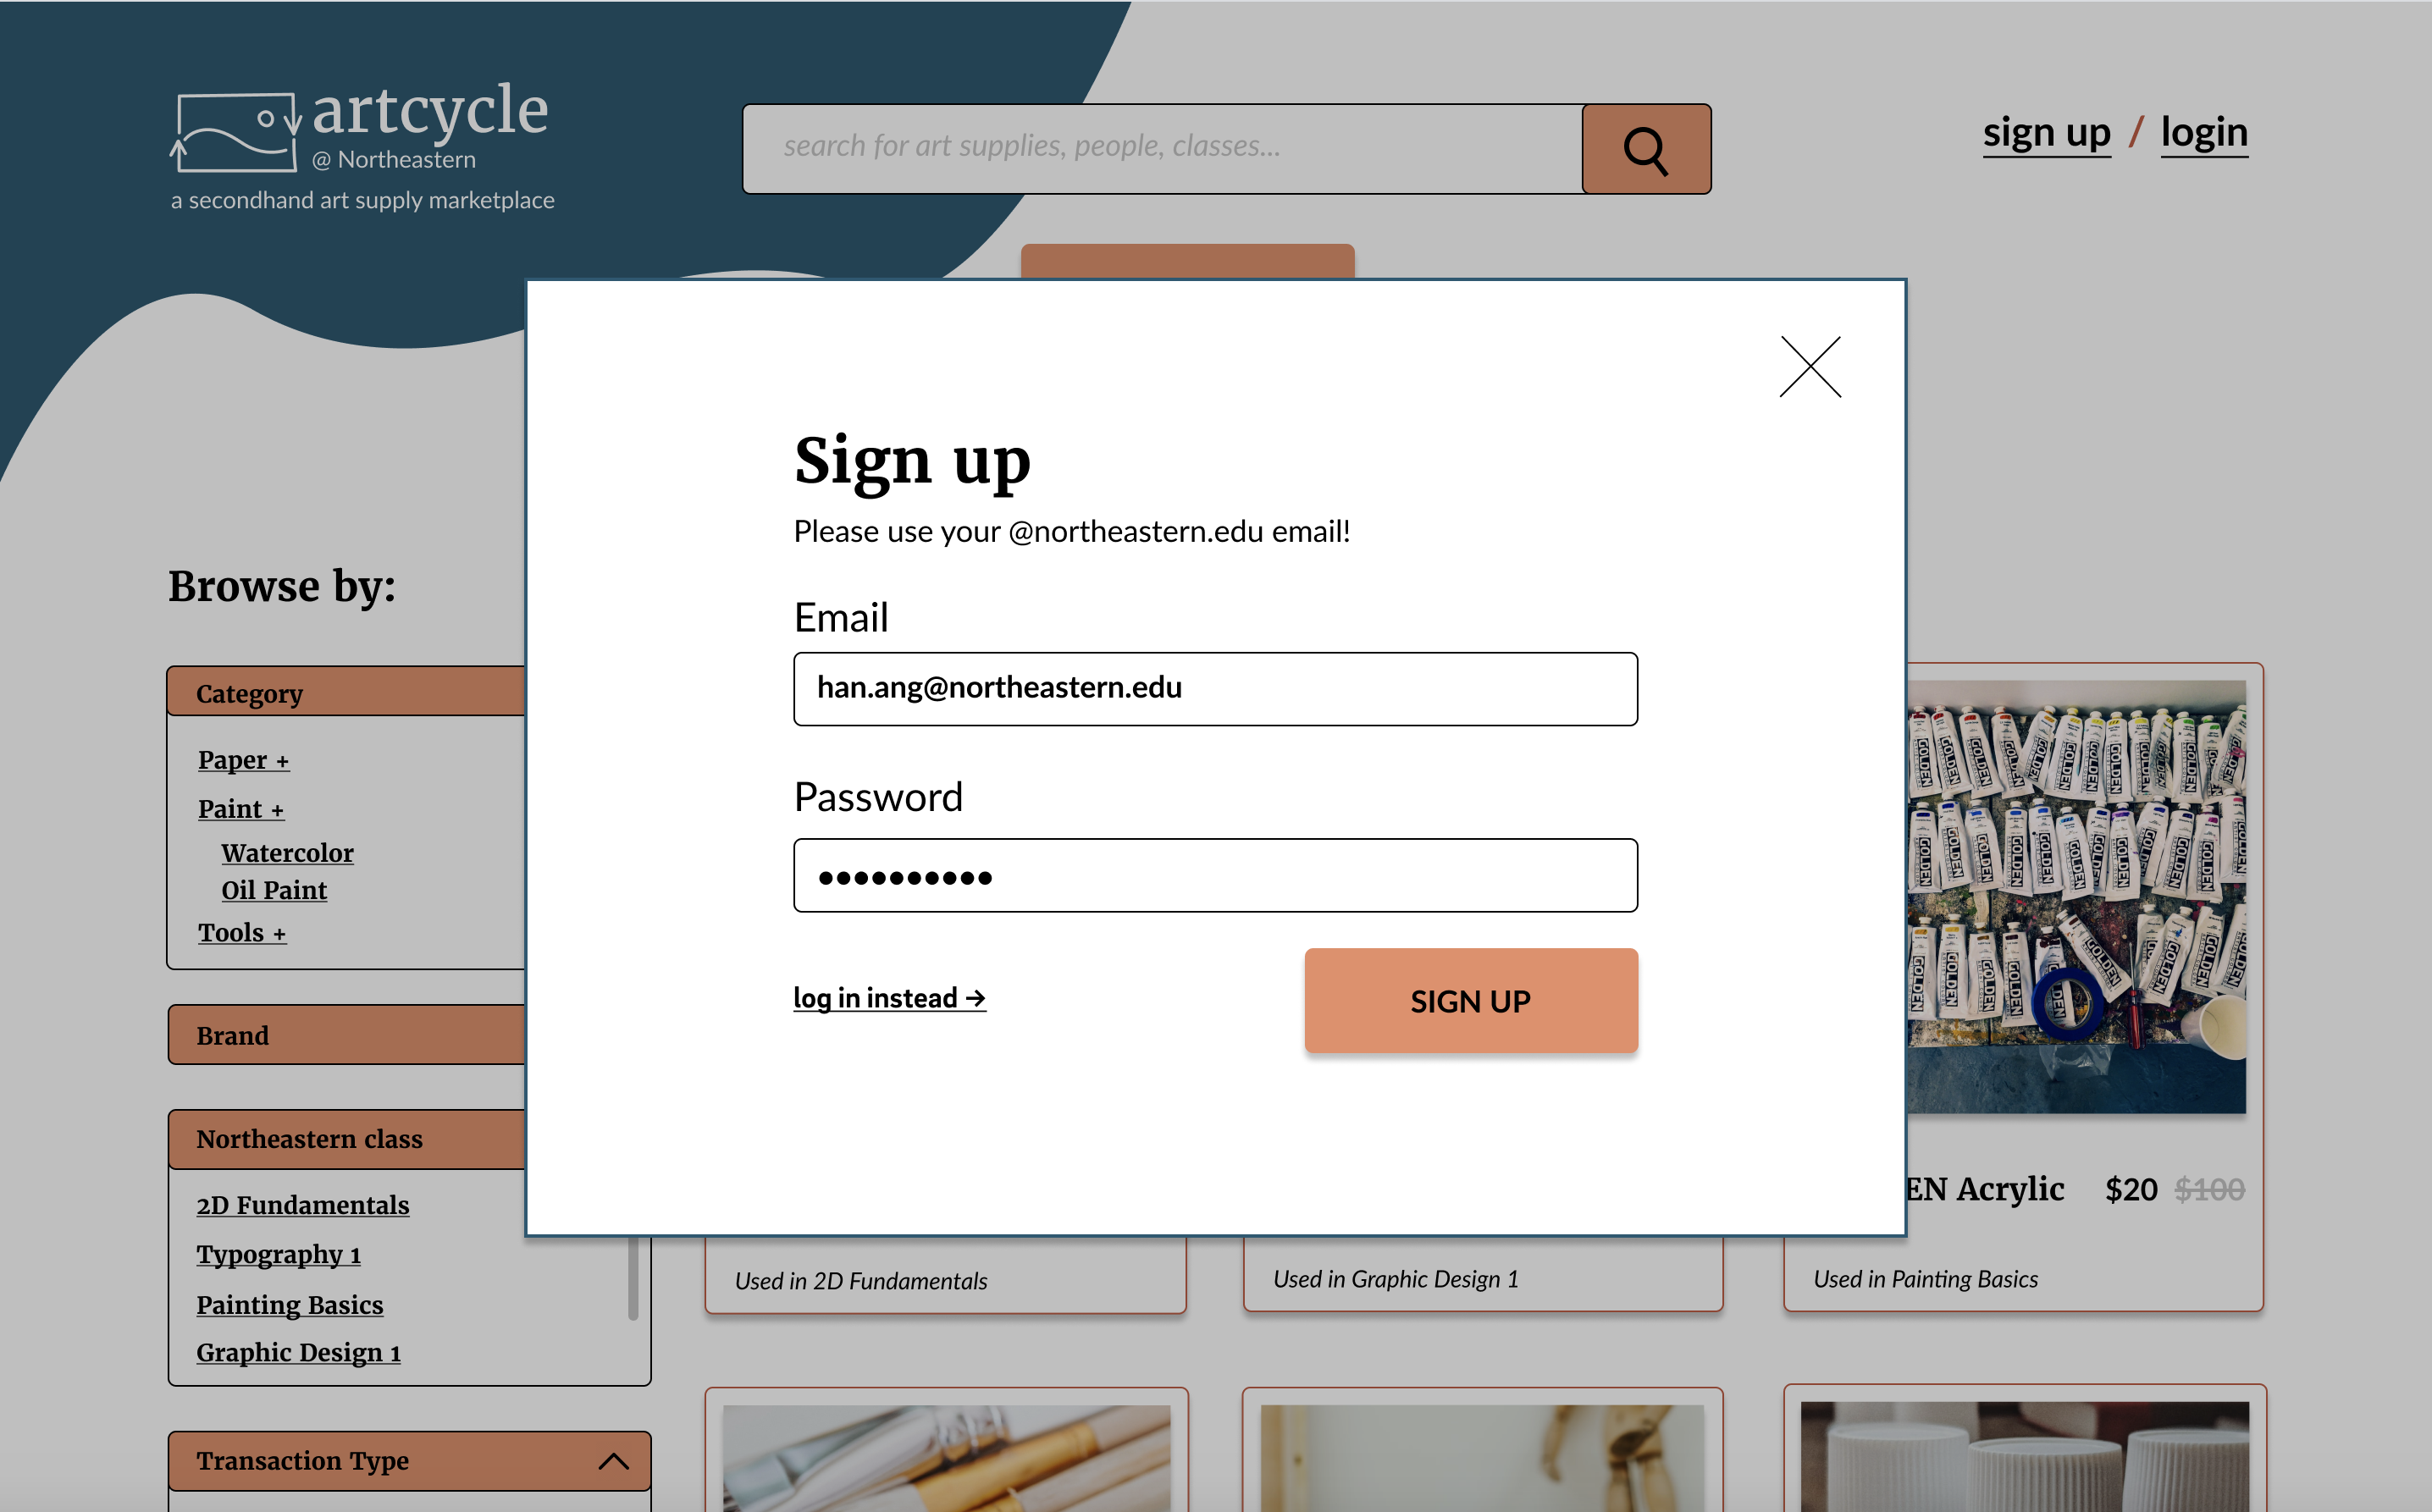 artcycle
@ Northeastern
a secondhand art supply marketplace
search for art supplies, people, classes...
sign up / login
Sign up
Please use your @northeastern.edu email!
Email
han.ang@northeastern.edu
Password
●●●●●●●●●●
log in instead →
SIGN UP
Browse by:
Category
Paper +
Paint +
Watercolor
Oil Paint
Tools +
Brand
Northeastern class
2D Fundamentals
Typography 1
Painting Basics
Graphic Design 1
Transaction Type
Used in 2D Fundamentals
Used in Graphic Design 1
GOLDEN
EN Acrylic $20 $100
Used in Painting Basics